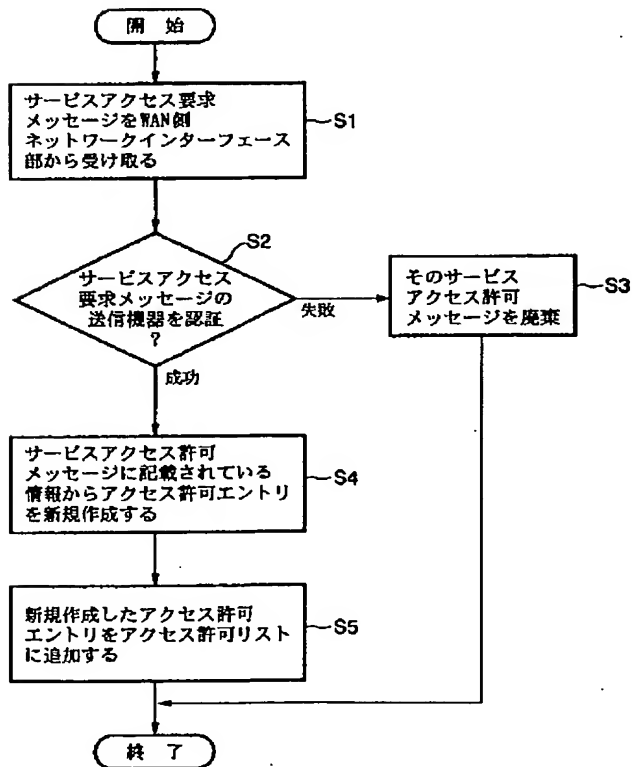 開 始
サービスアクセス要求
メッセージをWAN側
ネットワークインターフェース
部から受け取る
S1
S2
サービスアクセス
要求メッセージの
送信機器を認証
?
失敗
そのサービス
アクセス許可
メッセージを廃棄
S3
成功
サービスアクセス許可
メッセージに記載されている
情報からアクセス許可エントリ
を新規作成する
S4
新規作成したアクセス許可
エントリをアクセス許可リスト
に追加する
S5
終 了